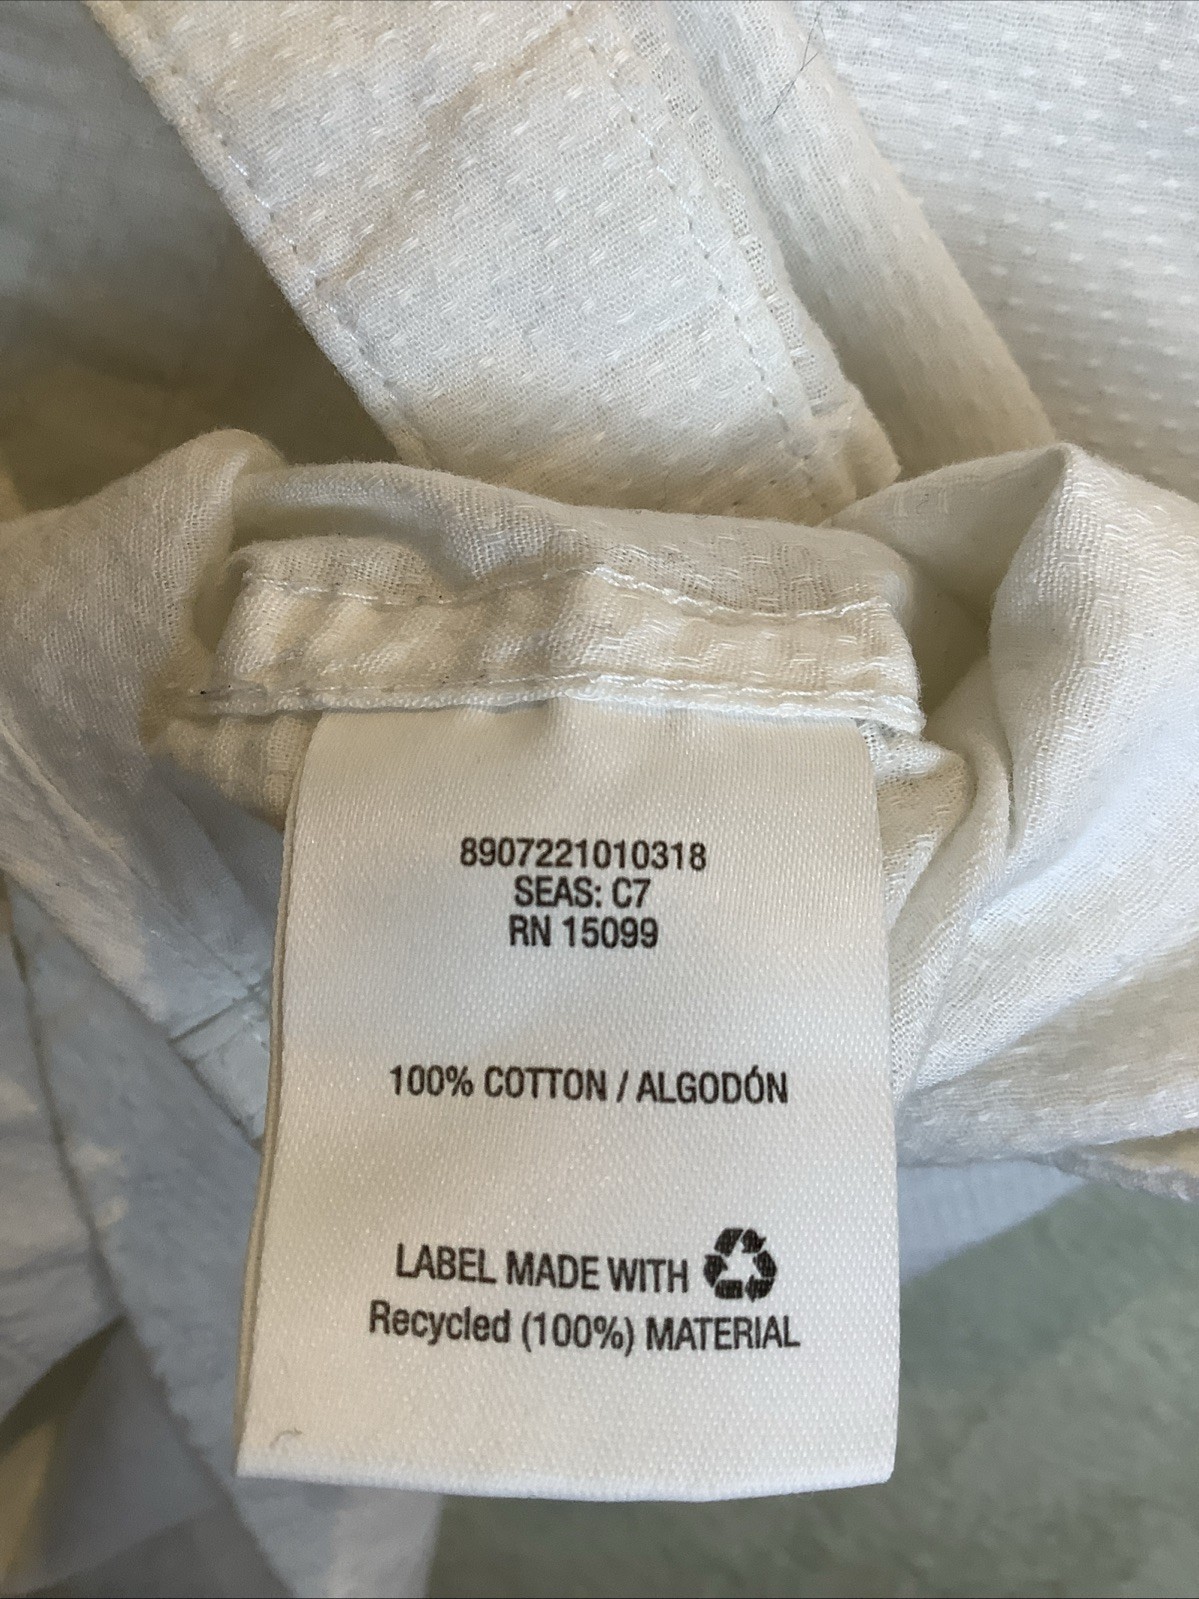 8907221010318
SEAS: C7
RN 15099
100% COTTON / ALGODÓN
LABEL MADE WITH
Recycled (100%) MATERIAL